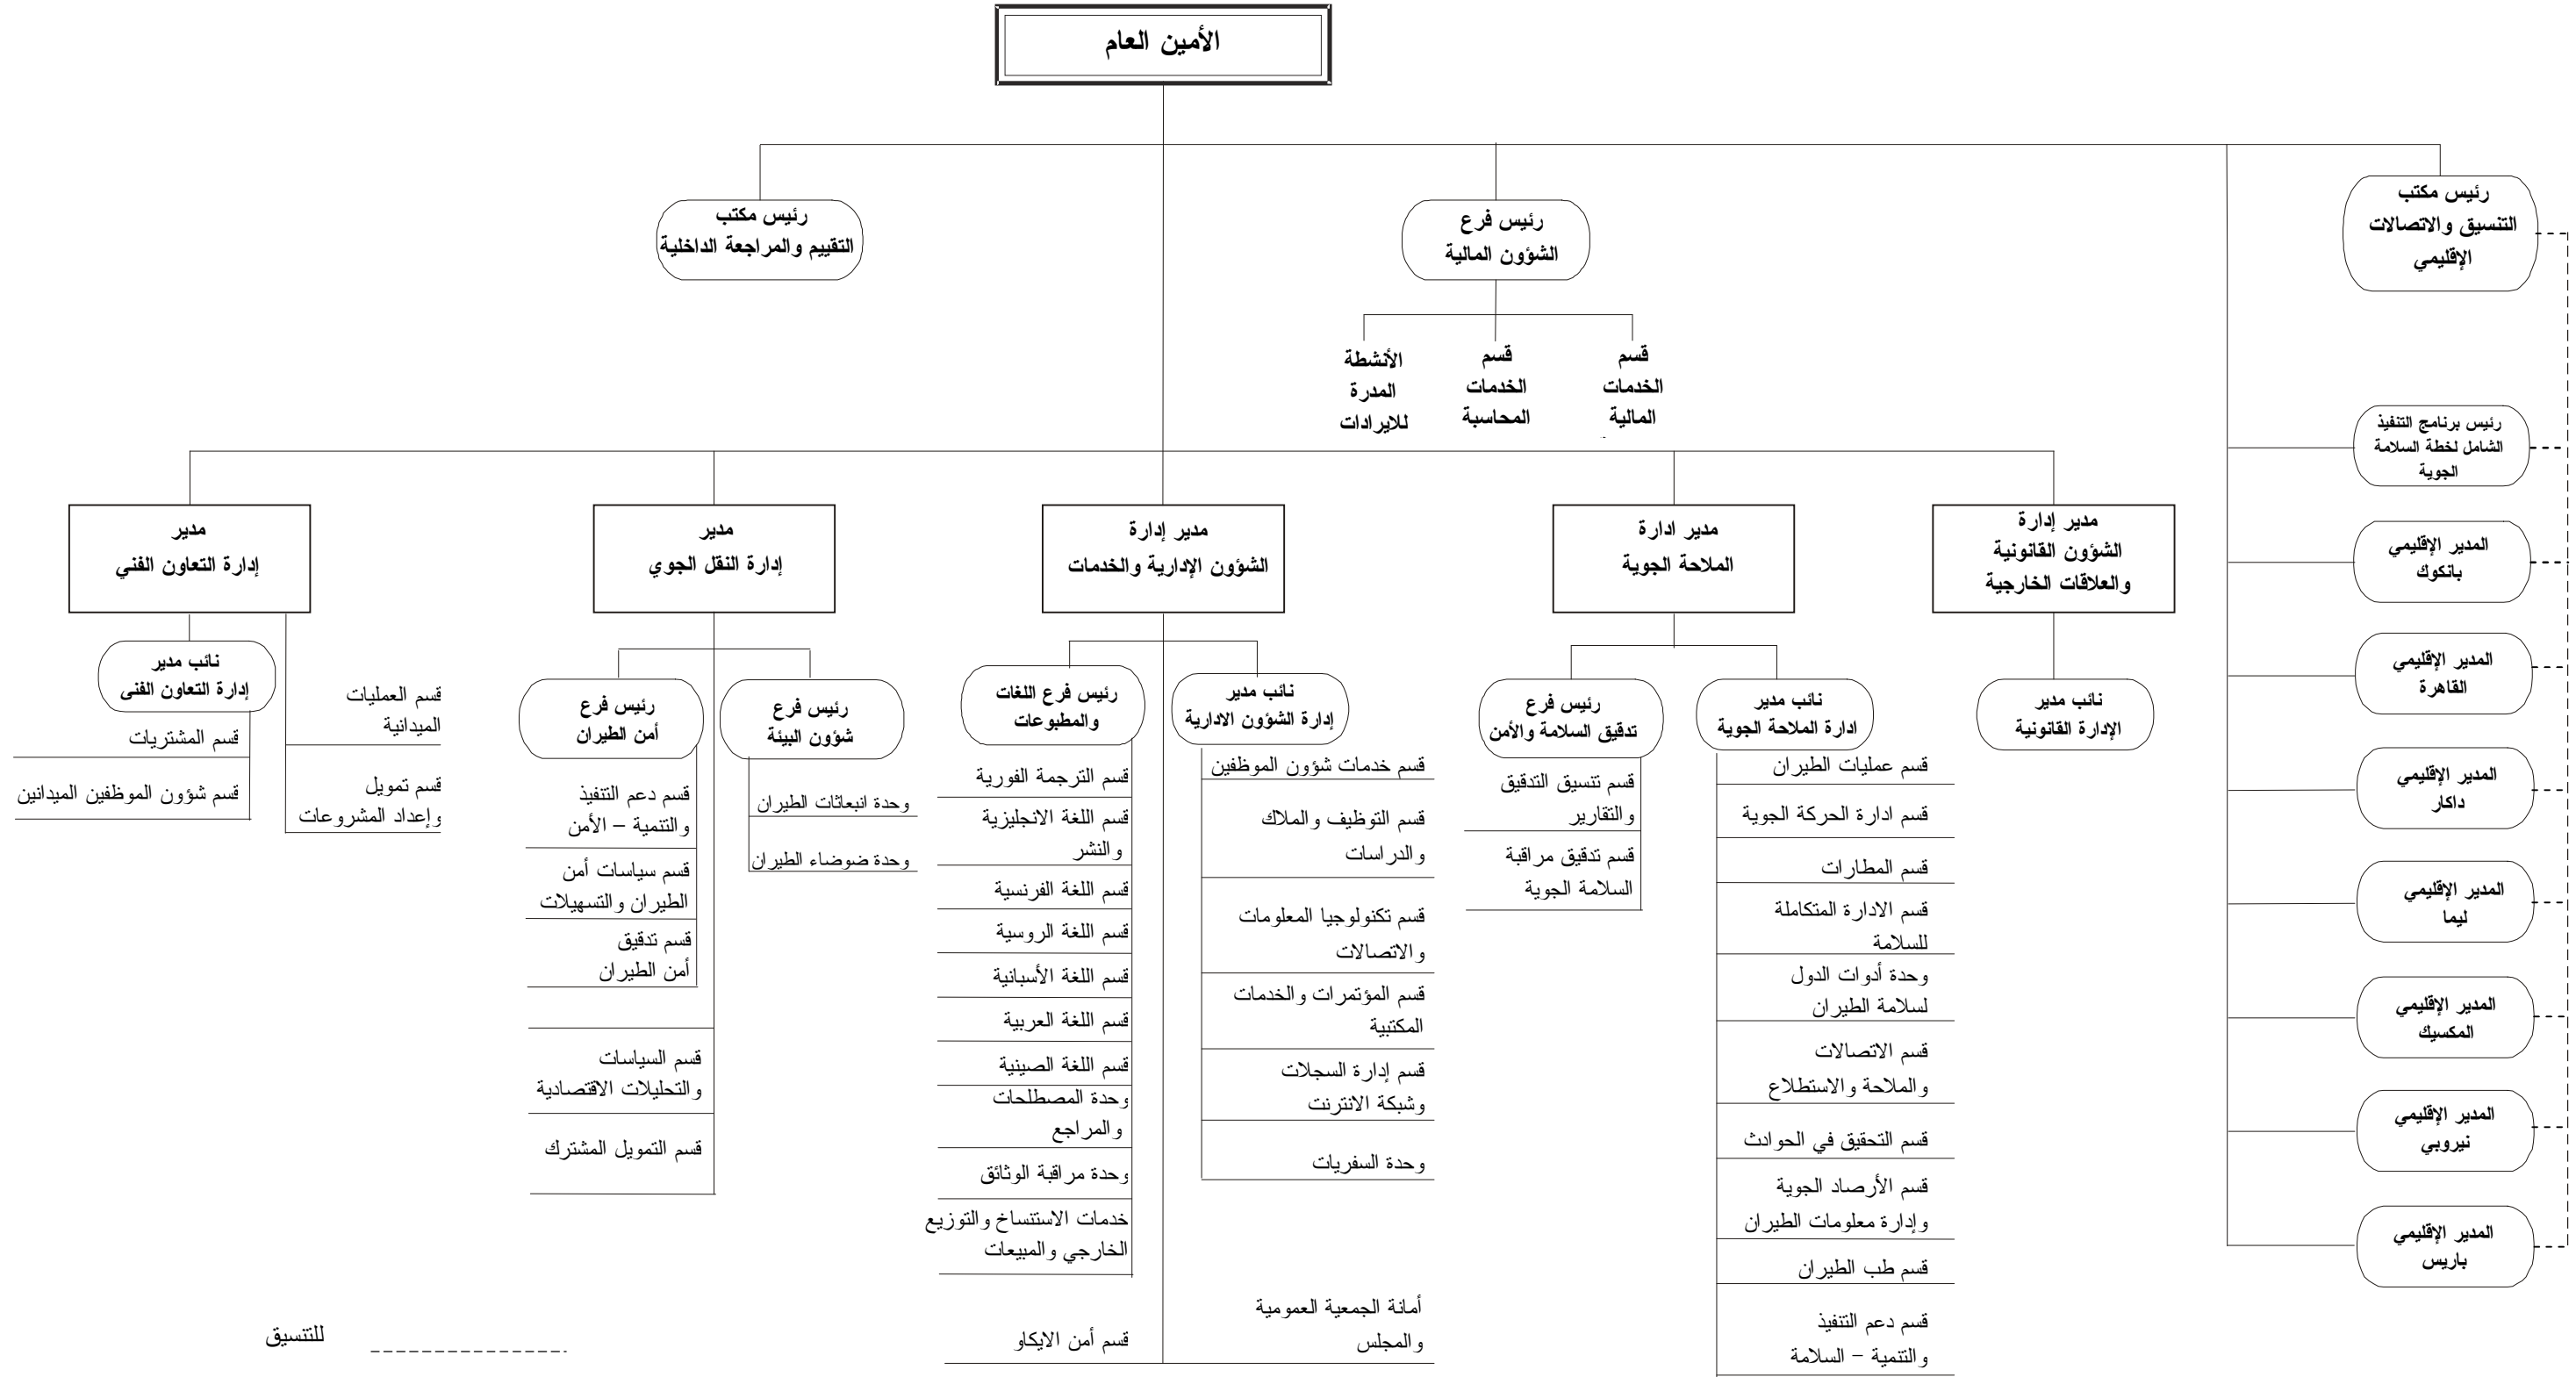 الأمين العام
رئيس مكتب
التنسيق والاتصالات
الإقليمي
رئيس فرع
الشؤون المالية
رئيس مكتب
التقييم والمراجعة الداخلية
قسم
الخدمات
المالية
قسم
الخدمات
المحاسبة
الأنشطة
المدرة
للايرادات
رئيس برنامج التنفيذ
الشامل لخطة السلامة
الجوية
المدير الإقليمي
بانكوك
المدير الإقليمي
القاهرة
المدير الإقليمي
داكار
المدير الإقليمي
ليما
المدير الإقليمي
المكسيك
المدير الإقليمي
نيروبي
المدير الإقليمي
باريس
مدير إدارة
الشؤون القانونية
والعلاقات الخارجية
نائب مدير
الإدارة القانونية
مدير ادارة
الملاحة الجوية
نائب مدير
ادارة الملاحة الجوية
قسم عمليات الطيران
قسم ادارة الحركة الجوية
قسم المطارات
قسم الادارة المتكاملة
للسلامة
وحدة أدوات الدول
لسلامة الطيران
قسم الاتصالات
والملاحة والاستطلاع
قسم التحقيق في الحوادث
قسم الأرصاد الجوية
وإدارة معلومات الطيران
قسم طب الطيران
قسم دعم التنفيذ
والتنمية – السلامة
رئيس فرع
تدقيق السلامة والأمن
قسم تنسيق التدقيق
والتقارير
قسم تدقيق مراقبة
السلامة الجوية
مدير إدارة
الشؤون الإدارية والخدمات
نائب مدير
إدارة الشؤون الادارية
قسم خدمات شؤون الموظفين
قسم التوظيف والملاك
والدراسات
قسم تكنولوجيا المعلومات
والاتصالات
قسم المؤتمرات والخدمات
المكتبية
قسم إدارة السجلات
وشبكة الانترنت
وحدة السفريات
أمانة الجمعية العمومية
والمجلس
رئيس فرع اللغات
والمطبوعات
قسم الترجمة الفورية
قسم اللغة الانجليزية
والنشر
قسم اللغة الفرنسية
قسم اللغة الروسية
قسم اللغة الأسبانية
قسم اللغة العربية
قسم اللغة الصينية
وحدة المصطلحات
والمراجع
وحدة مراقبة الوثائق
خدمات الاستنساخ والتوزيع
الخارجي والمبيعات
قسم أمن الايكاو
مدير
إدارة النقل الجوي
رئيس فرع
شؤون البيئة
وحدة انبعاثات الطيران
وحدة ضوضاء الطيران
رئيس فرع
أمن الطيران
قسم دعم التنفيذ
والتنمية – الأمن
قسم سياسات أمن
الطيران والتسهيلات
قسم تدقيق
أمن الطيران
قسم السياسات
والتحليلات الاقتصادية
قسم التمويل المشترك
مدير
إدارة التعاون الفني
قسم العمليات
الميدانية
قسم تمويل
وإعداد المشروعات
نائب مدير
إدارة التعاون الفنى
قسم المشتريات
قسم شؤون الموظفين الميدانين
للتنسيق